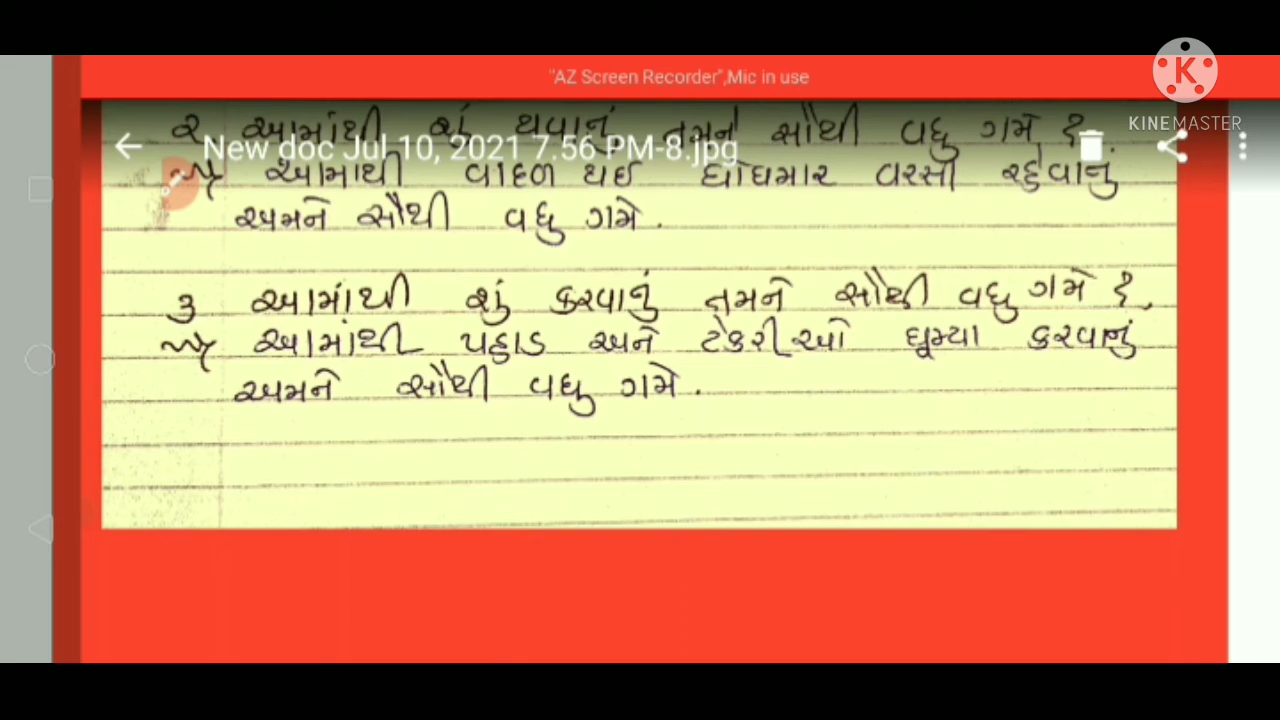 "AZ Screen Recorder",Mic in use
KINEMASTER
૨ આમાંથી શું થવાનું તમને સૌથી વધુ ગમે ?
New doc Jul 10, 2021 7.56 PM-8.jpg
આમાંથી વાદળ થઈ ધોધમાર વરસી રહેવાનું
અમને સૌથી વધુ ગમે .
૩ આમાંથી શું કરવાનું તમને સૌથી વધુ ગમે ?
આમાંથી પહાડ અને ટેકરીઓ ઘૂમ્યા કરવાનું
અમને સૌથી વધુ ગમે .